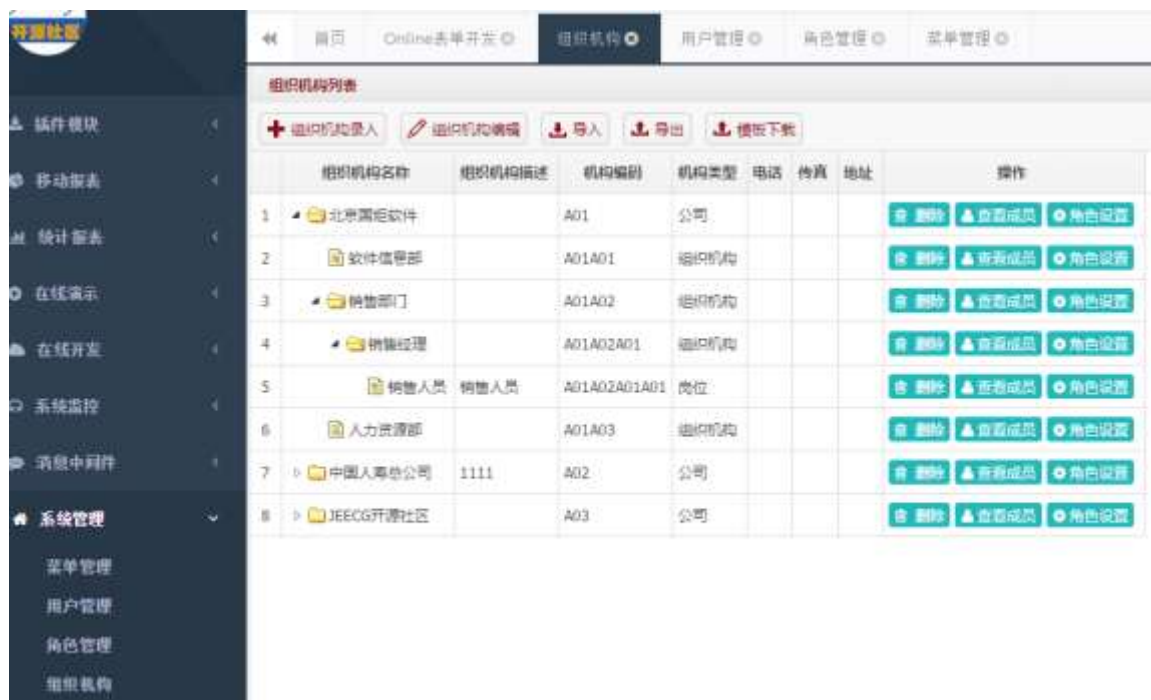 开源社区
首页 Online表单开发 组织机构 用户管理 角色管理 菜单管理
组织机构列表
组织机构录入 组织机构编辑 导入 导出 模板下载
组织机构名称 组织机构描述 机构编码 机构类型 电话 传真 地址 操作
1 北京国炬软件 A01 公司 删除 查看成员 角色设置
2 软件信息部 A01A01 组织机构 删除 查看成员 角色设置
3 销售部门 A01A02 组织机构 删除 查看成员 角色设置
4 销售经理 A01A02A01 组织机构 删除 查看成员 角色设置
5 销售人员 销售人员 A01A02A01A01 岗位 删除 查看成员 角色设置
6 人力资源部 A01A03 组织机构 删除 查看成员 角色设置
7 中国人寿总公司 1111 A02 公司 删除 查看成员 角色设置
8 JEECG开源社区 A03 公司 删除 查看成员 角色设置
插件模块
移动报表
统计报表
在线演示
在线开发
系统监控
消息中间件
系统管理
菜单管理
用户管理
角色管理
组织机构